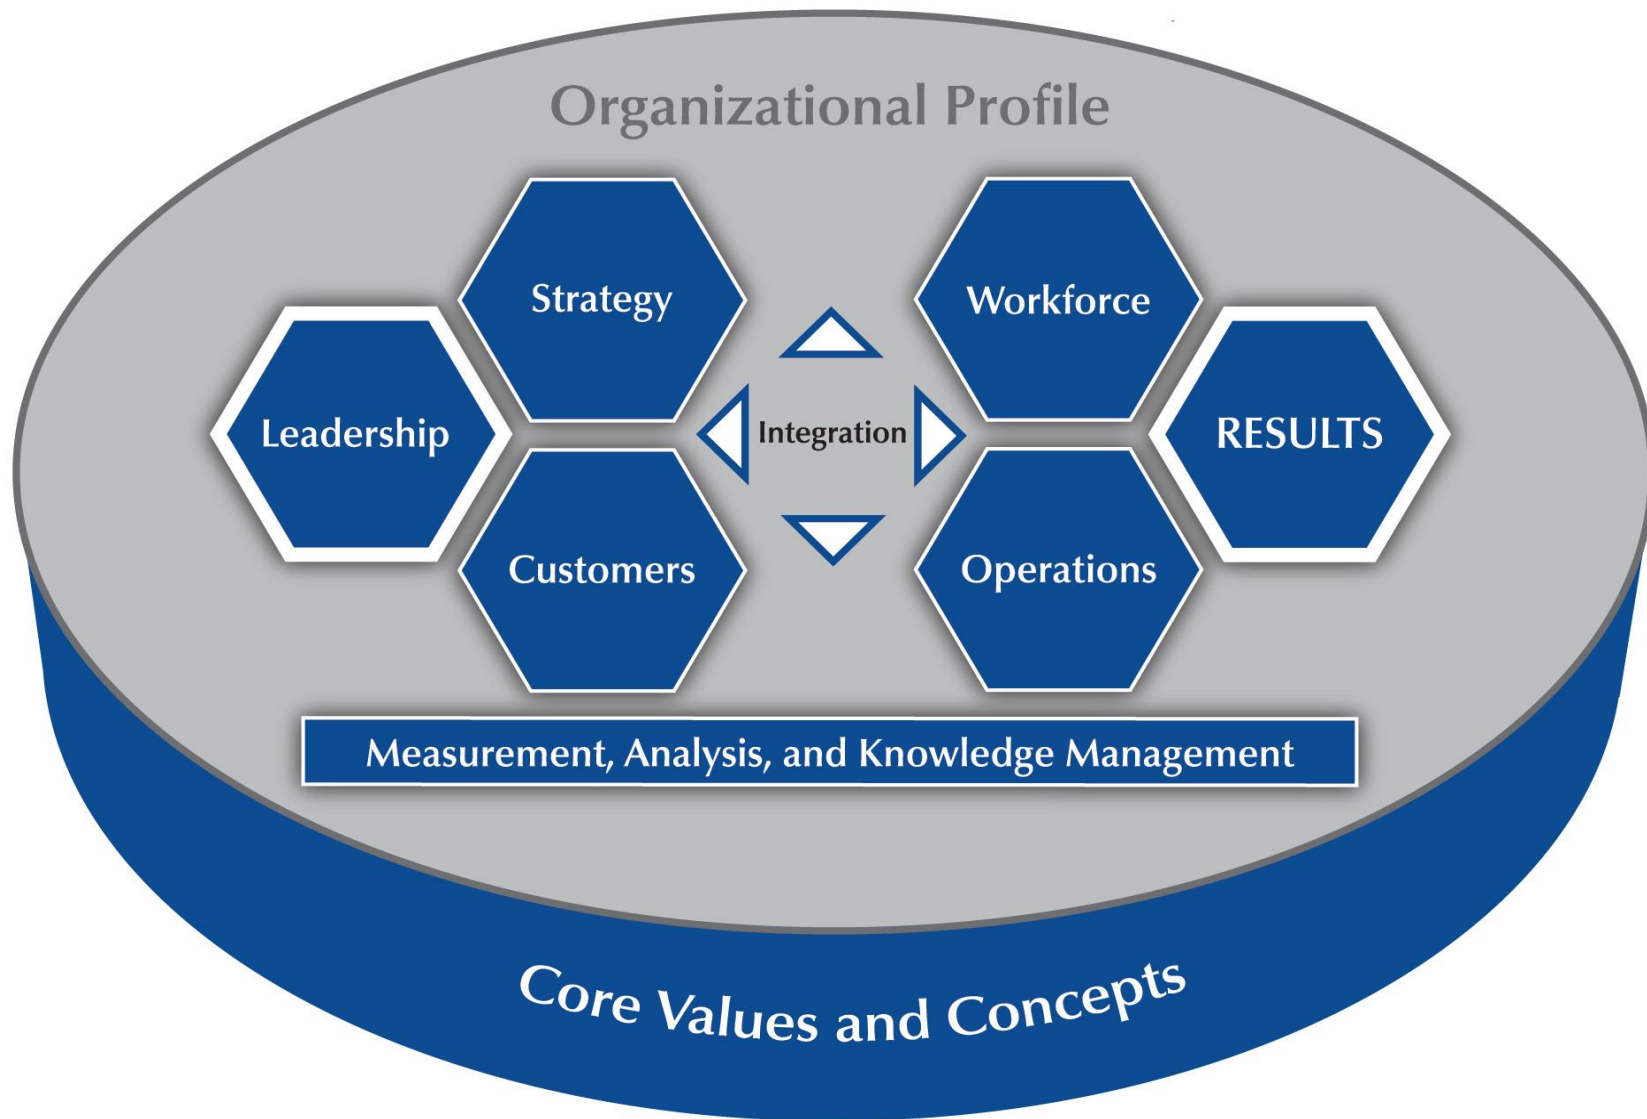 Organizational Profile
Strategy
Workforce
Leadership
Integration
RESULTS
Customers
Operations
Measurement, Analysis, and Knowledge Management
Core Values and Concepts